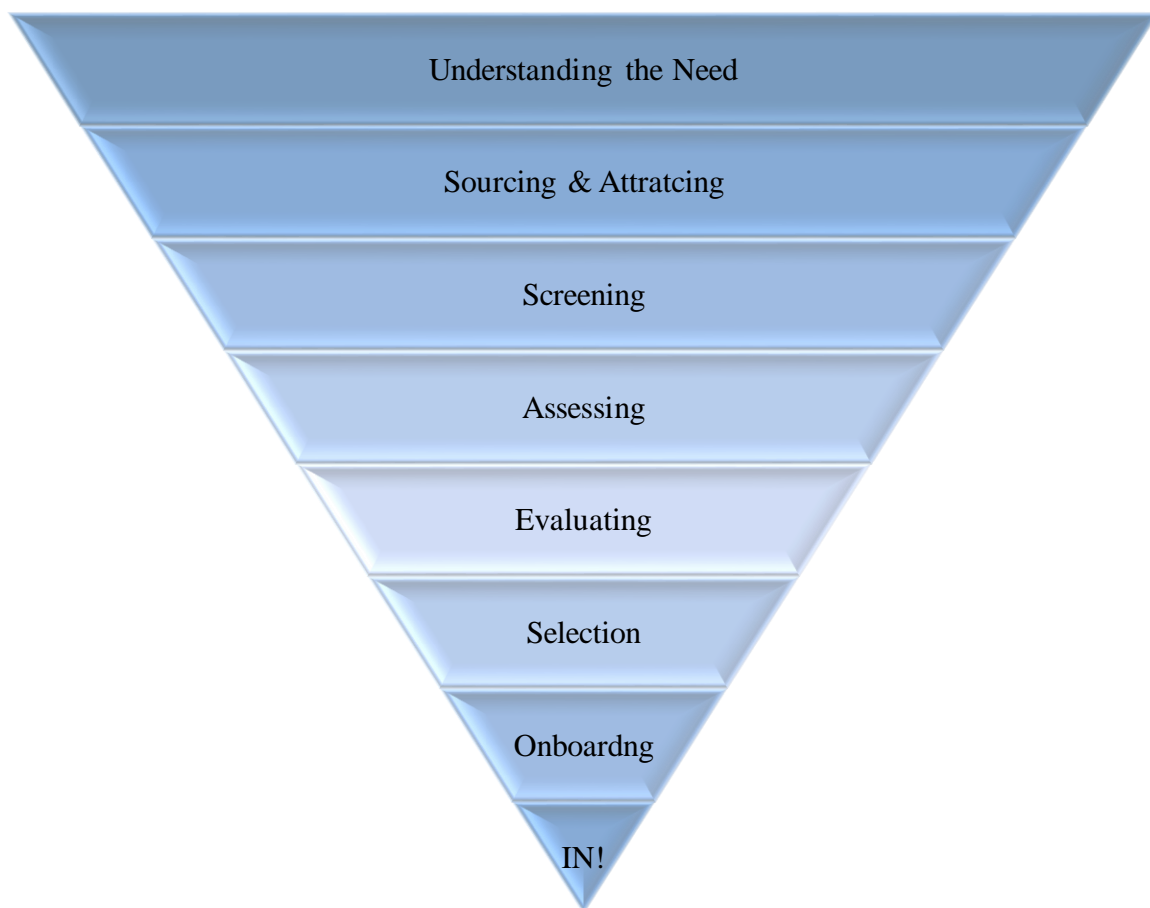 Understanding the Need
Sourcing & Attratcing
Screening
Assessing
Evaluating
Selection
Onboardng
IN!